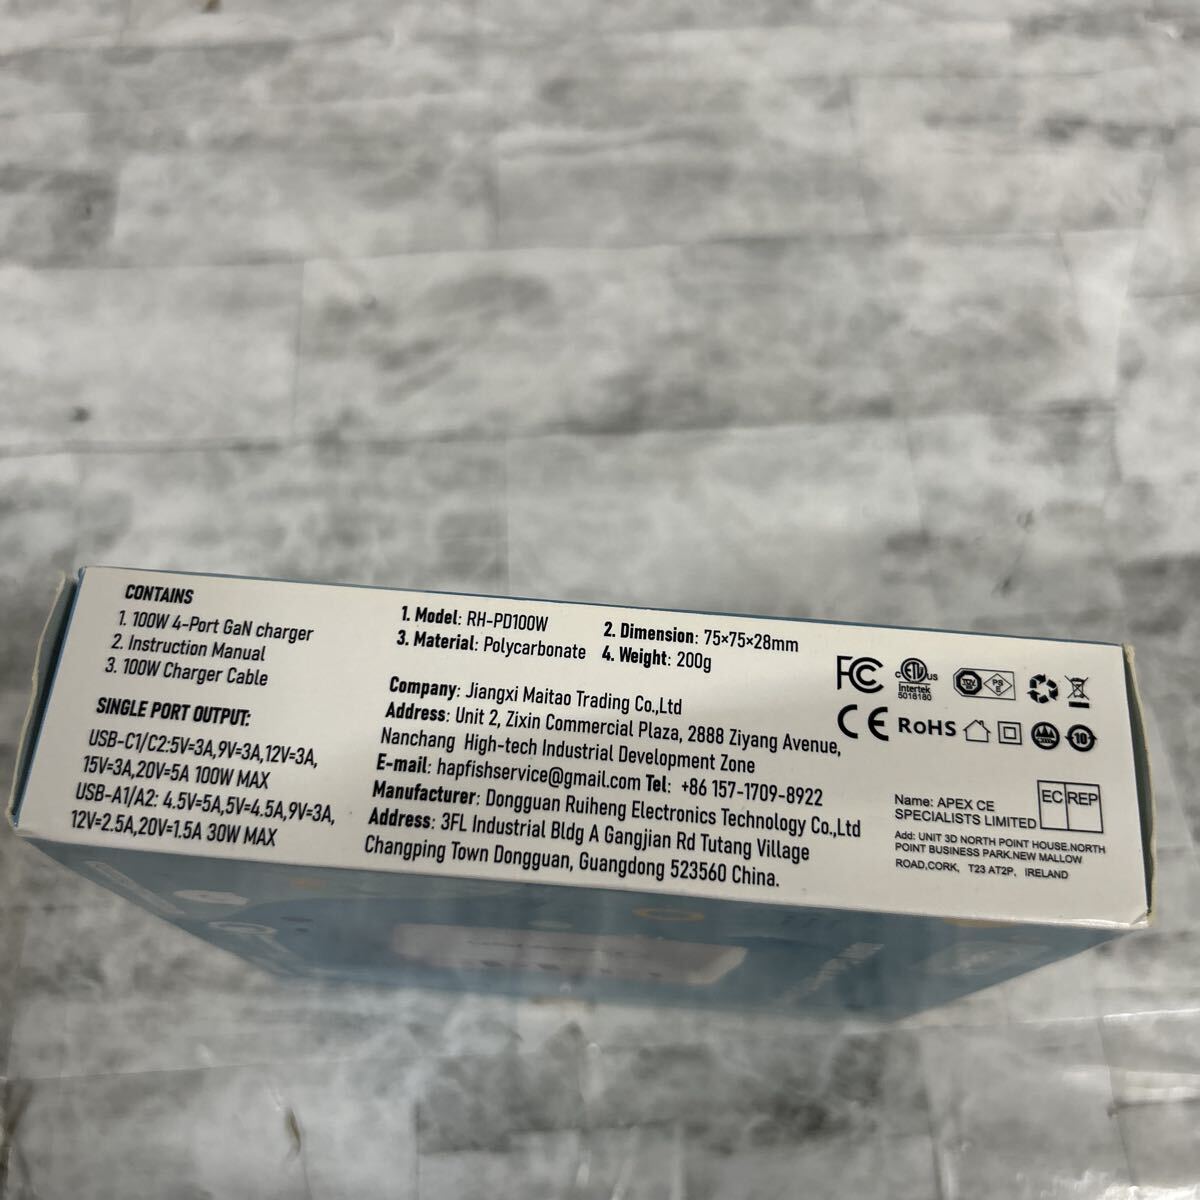 CONTAINS
1. 100W 4-Port GaN charger
2. Instruction Manual
3. 100W Charger Cable
SINGLE PORT OUTPUT:
USB-C1/C2:5V=3A,9V=3A,12V=3A,
15V=3A,20V=5A 100W MAX
USB-A1/A2: 4.5V=5A,5V=4.5A,9V=3A,
12V=2.5A,20V=1.5A 30W MAX
1. Model: RH-PD100W
2. Dimension: 75×75×28mm
3. Material: Polycarbonate
4. Weight: 200g
Company: Jiangxi Maitao Trading Co.,Ltd
Address: Unit 2, Zixin Commercial Plaza, 2888 Ziyang Avenue,
Nanchang High-tech Industrial Development Zone
E-mail: hapfishservice@gmail.com Tel: +86 157-1709-8922
Manufacturer: Dongguan Ruiheng Electronics Technology Co.,Ltd
Address: 3FL Industrial Bldg A Gangjian Rd Tutang Village
Changping Town Dongguan, Guangdong 523560 China.
FC
c ETL us
Intertek
5016180
TÜV
PS
E
CE RoHS
10
Name: APEX CE
SPECIALISTS LIMITED
EC REP
Add: UNIT 3D NORTH POINT HOUSE.NORTH
POINT BUSINESS PARK.NEW MALLOW
ROAD,CORK, T23 AT2P, IRELAND